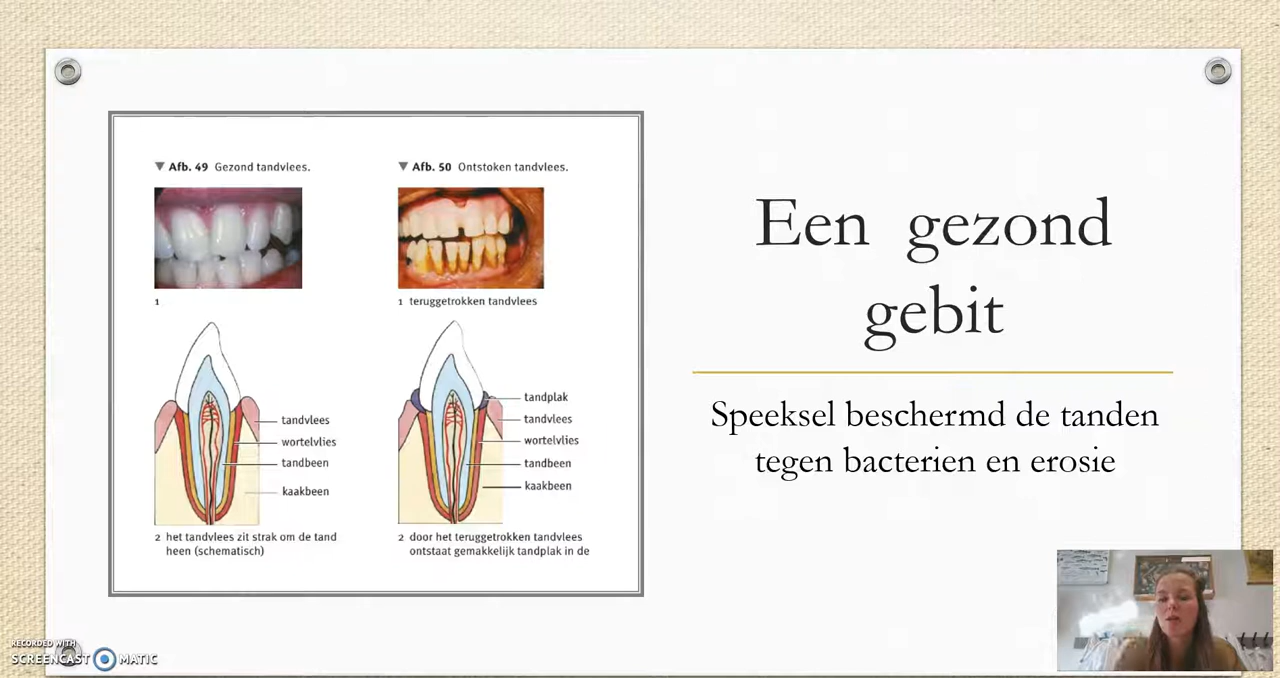 ▼ Afb. 49 Gezond tandvlees.
1
tandvlees
wortelvlies
tandbeen
kaakbeen
2 het tandvlees zit strak om de tand
heen (schematisch)
▼ Afb. 50 Ontstoken tandvlees.
1 teruggetrokken tandvlees
tandplak
tandvlees
wortelvlies
tandbeen
kaakbeen
2 door het teruggetrokken tandvlees
ontstaat gemakkelijk tandplak in de
Een gezond
gebit
Speeksel beschermd de tanden
tegen bacterien en erosie
RECORDED WITH
SCREENCAST MATIC